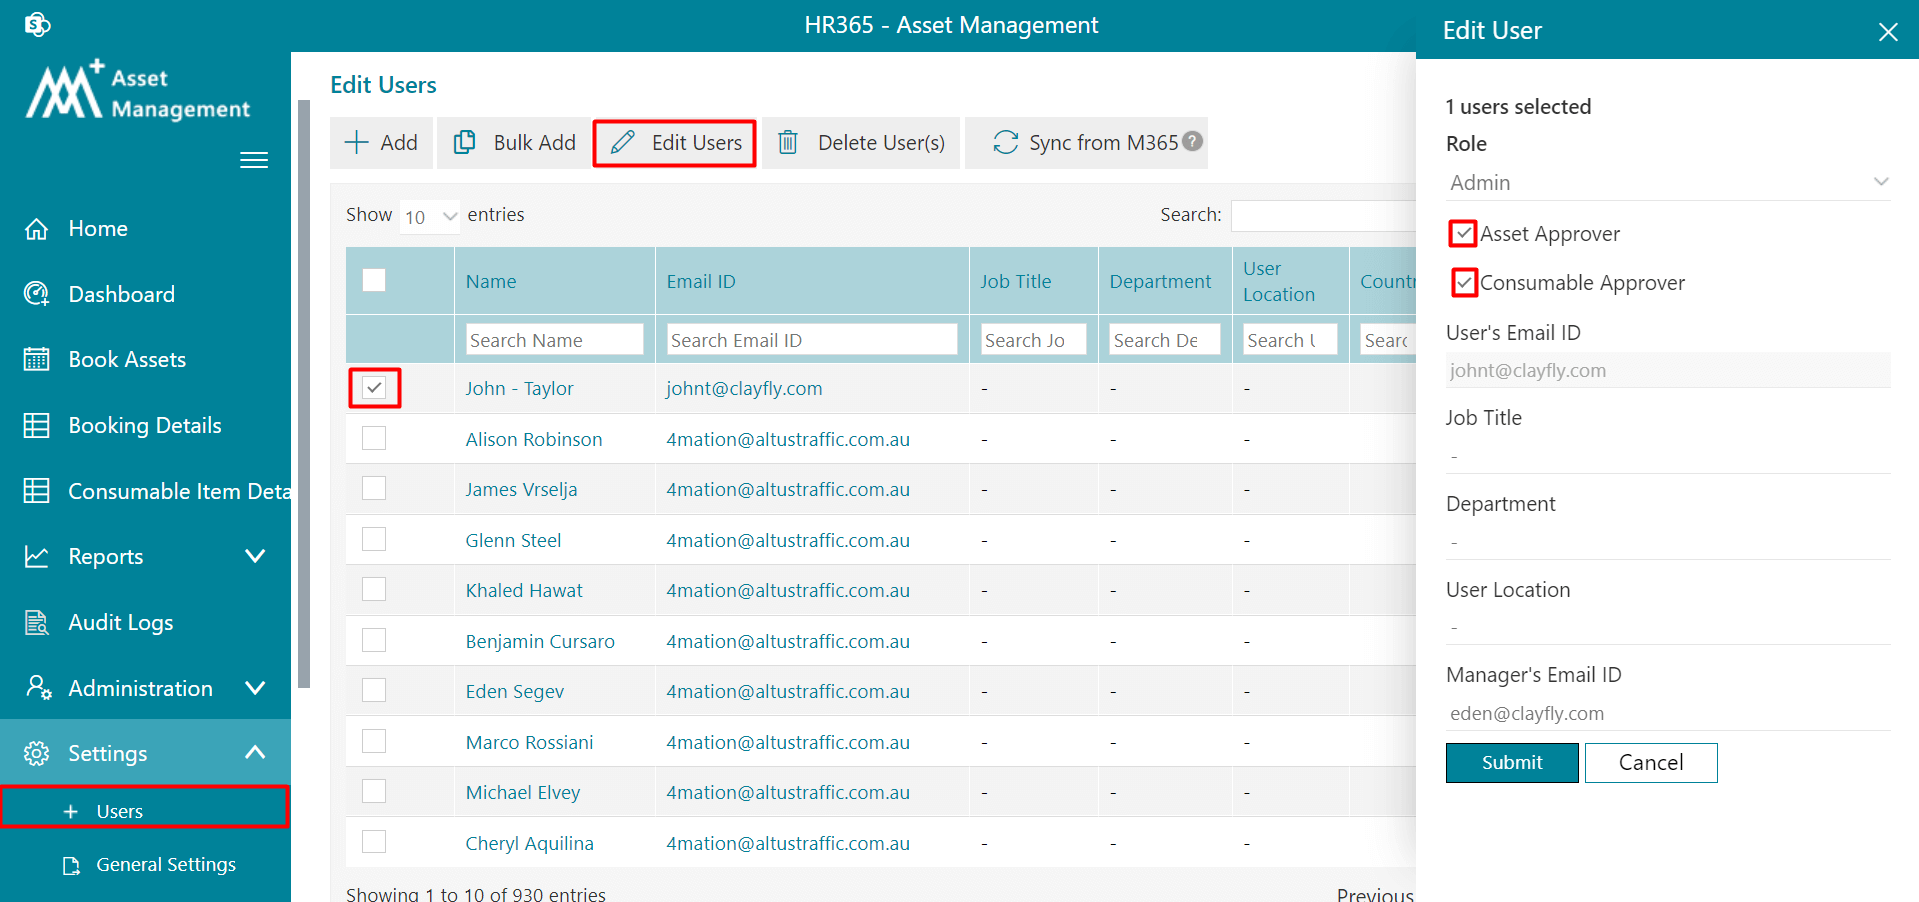 HR365 - Asset Management
S
Asset
Management
Home
Dashboard
Book Assets
Booking Details
Consumable Item Deta
Reports
Audit Logs
Administration
Settings
Users
General Settings
Edit Users
Add
Bulk Add
Edit Users
Delete User(s)
Sync from M365 ?
Show 10 entries
Search:
Name Email ID Job Title Department User Location Countr
Search Name Search Email ID Search Jo Search De Search Searc
John - Taylor johnt@clayfly.com - - -
Alison Robinson 4mation@altustraffic.com.au - - -
James Vrselja 4mation@altustraffic.com.au - - -
Glenn Steel 4mation@altustraffic.com.au - - -
Khaled Hawat 4mation@altustraffic.com.au - - -
Benjamin Cursaro 4mation@altustraffic.com.au - - -
Eden Segev 4mation@altustraffic.com.au - - -
Marco Rossiani 4mation@altustraffic.com.au - - -
Michael Elvey 4mation@altustraffic.com.au - - -
Cheryl Aquilina 4mation@altustraffic.com.au - - -
Showing 1 to 10 of 930 entries
Previous
Edit User
1 users selected
Role
Admin
Asset Approver
Consumable Approver
User's Email ID
johnt@clayfly.com
Job Title
-
Department
-
User Location
-
Manager's Email ID
eden@clayfly.com
Submit
Cancel